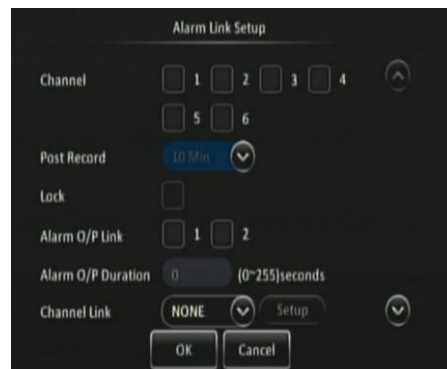 Alarm Link Setup
Channel 1 2 3 4
5 6
Post Record 10 Min
Lock
Alarm O/P Link 1 2
Alarm O/P Duration 0 (0~255)seconds
Channel Link NONE Setup
OK Cancel